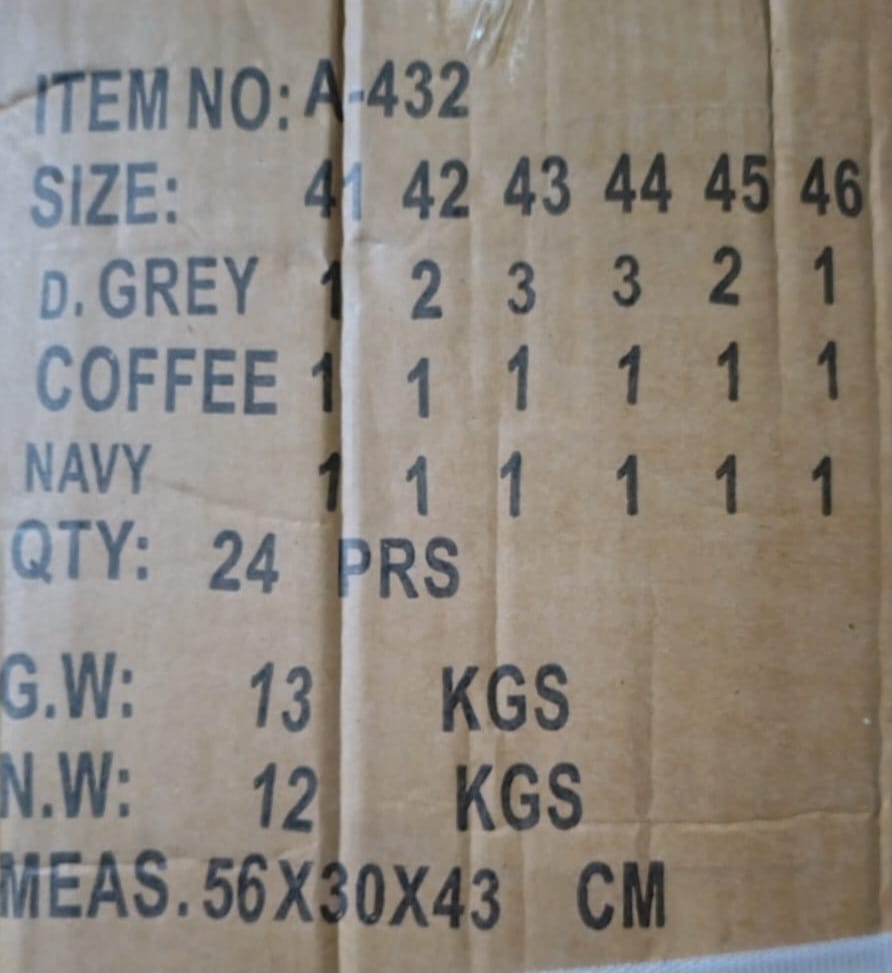 ITEM NO: A-432
SIZE: 41 42 43 44 45 46
D. GREY 1 2 3 3 2 1
COFFEE 1 1 1 1 1 1
NAVY 1 1 1 1 1 1
QTY: 24 PRS
G.W: 13 KGS
N.W: 12 KGS
MEAS. 56X30X43 CM